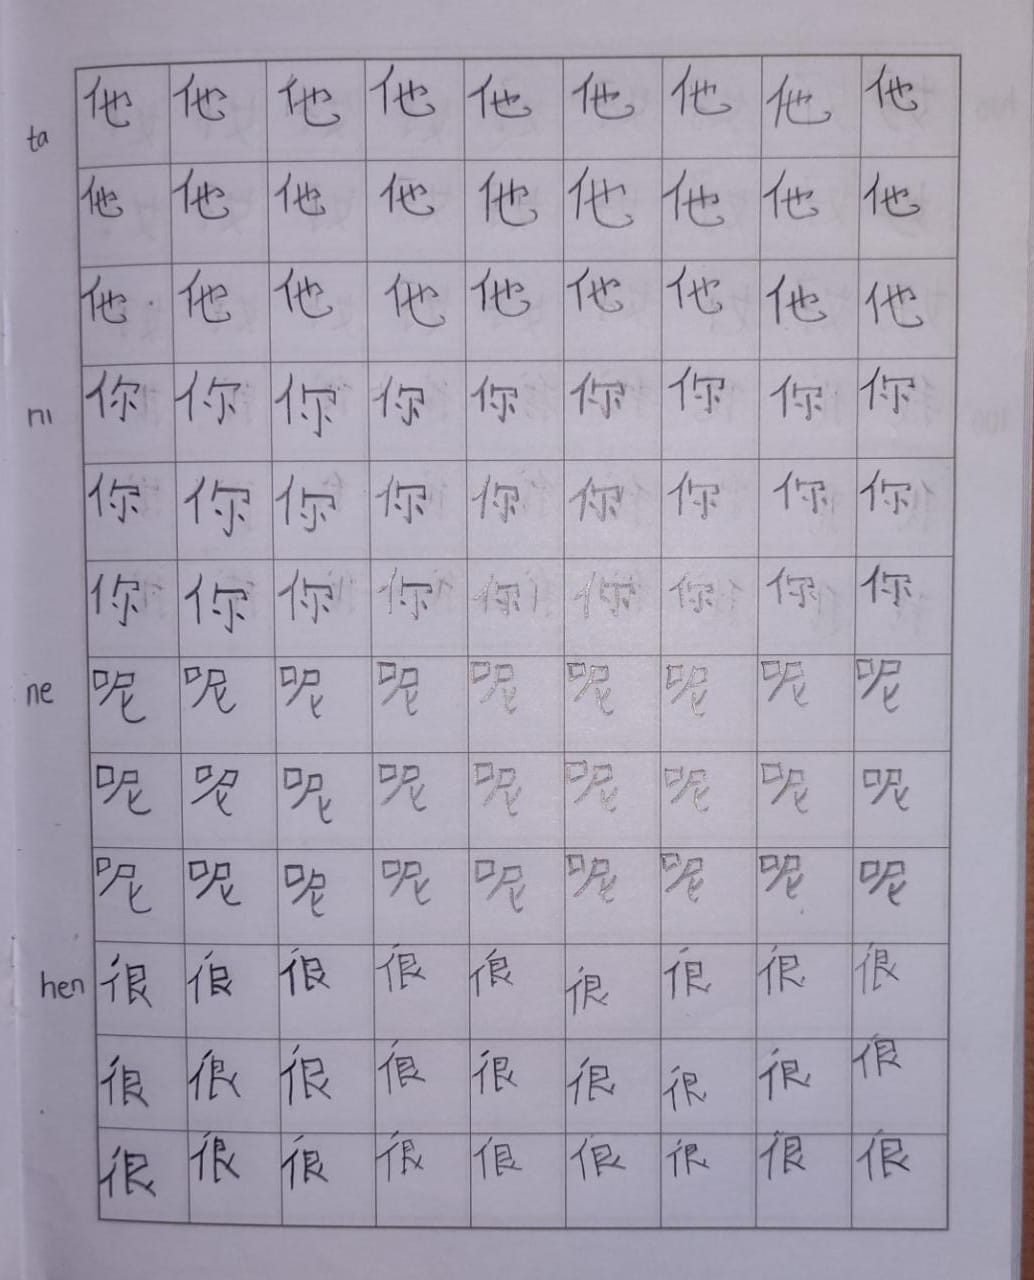 ta 他 他 他 他 他 他 他 他 他
他 他 他 他 他 他 他 他 他
他 他 他 他 他 他 他 他 他
ni 你 你 你 你 你 你 你 你 你
你 你 你 你 你 你 你 你 你
你 你 你 你 你 你 你 你 你
ne 呢 呢 呢 呢 呢 呢 呢 呢 呢
呢 呢 呢 呢 呢 呢 呢 呢 呢
呢 呢 呢 呢 呢 呢 呢 呢 呢
hen 很 很 很 很 很 很 很 很 很
很 很 很 很 很 很 很 很 很
很 很 很 很 很 很 很 很 很